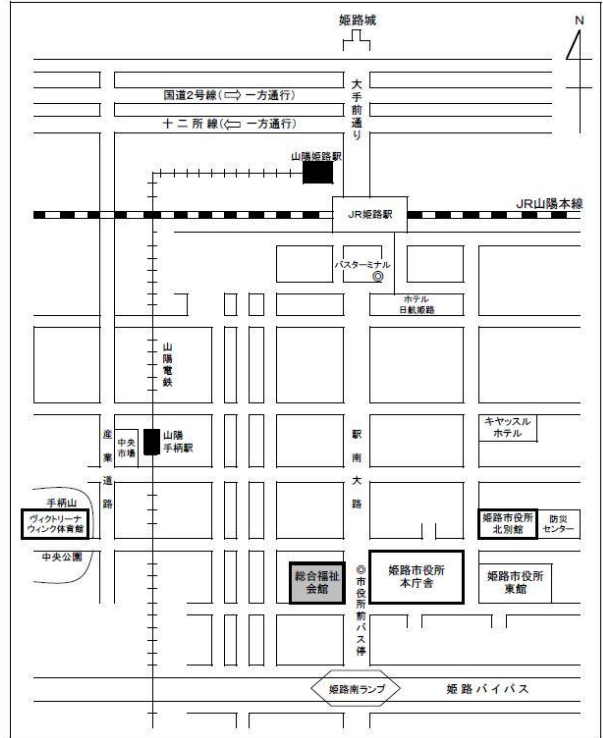 姫路城
N
大手前通り
国道2号線(⇨ 一方通行)
十二所線(⇦ 一方通行)
山陽姫路駅
JR山陽本線
JR姫路駅
バスターミナル
◎
ホテル
日航姫路
山陽電鉄
産業道路
中央
市場
山陽
手柄駅
駅南大路
キヤッスル
ホテル
手柄山
ヴィクトリーナ
ウィンク体育館
中央公園
姫路市役所
北別館
防災
センター
総合福祉
会館
◎市役所前バス停
姫路市役所
本庁舎
姫路市役所
東館
姫路南ランプ
姫路バイパス